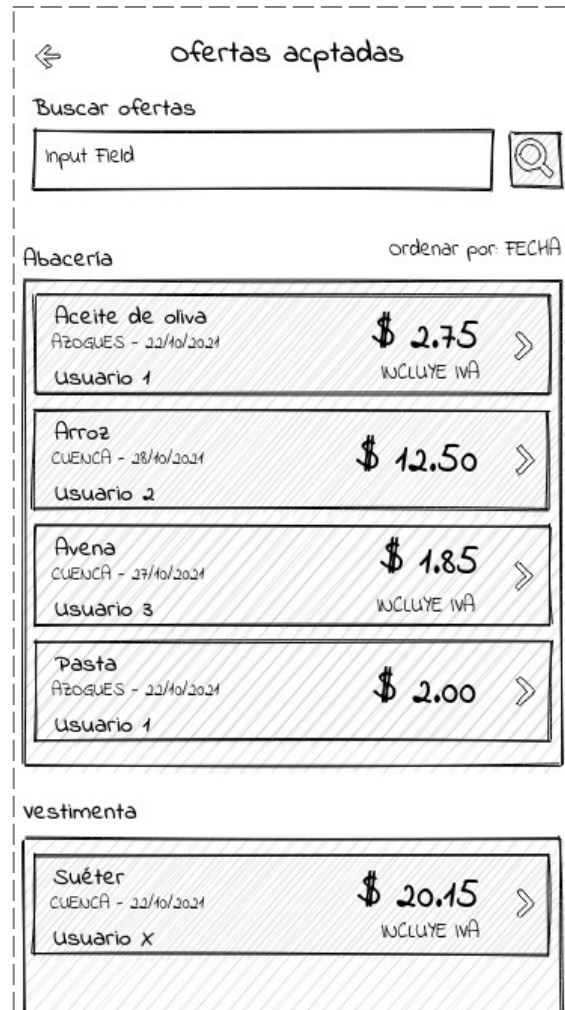 Ofertas acptadas
Buscar ofertas
Input Field
Abacería
Ordenar por: FECHA
Aceite de oliva
AZOGUES - 22/10/2021
Usuario 1
$ 2.75
INCLUYE IVA
Arroz
CUENCA - 28/10/2021
Usuario 2
$ 12.50
Avena
CUENCA - 27/10/2021
Usuario 3
$ 1.85
INCLUYE IVA
Pasta
AZOGUES - 22/10/2021
Usuario 1
$ 2.00
Vestimenta
Suéter
CUENCA - 22/10/2021
Usuario X
$ 20.15
INCLUYE IVA